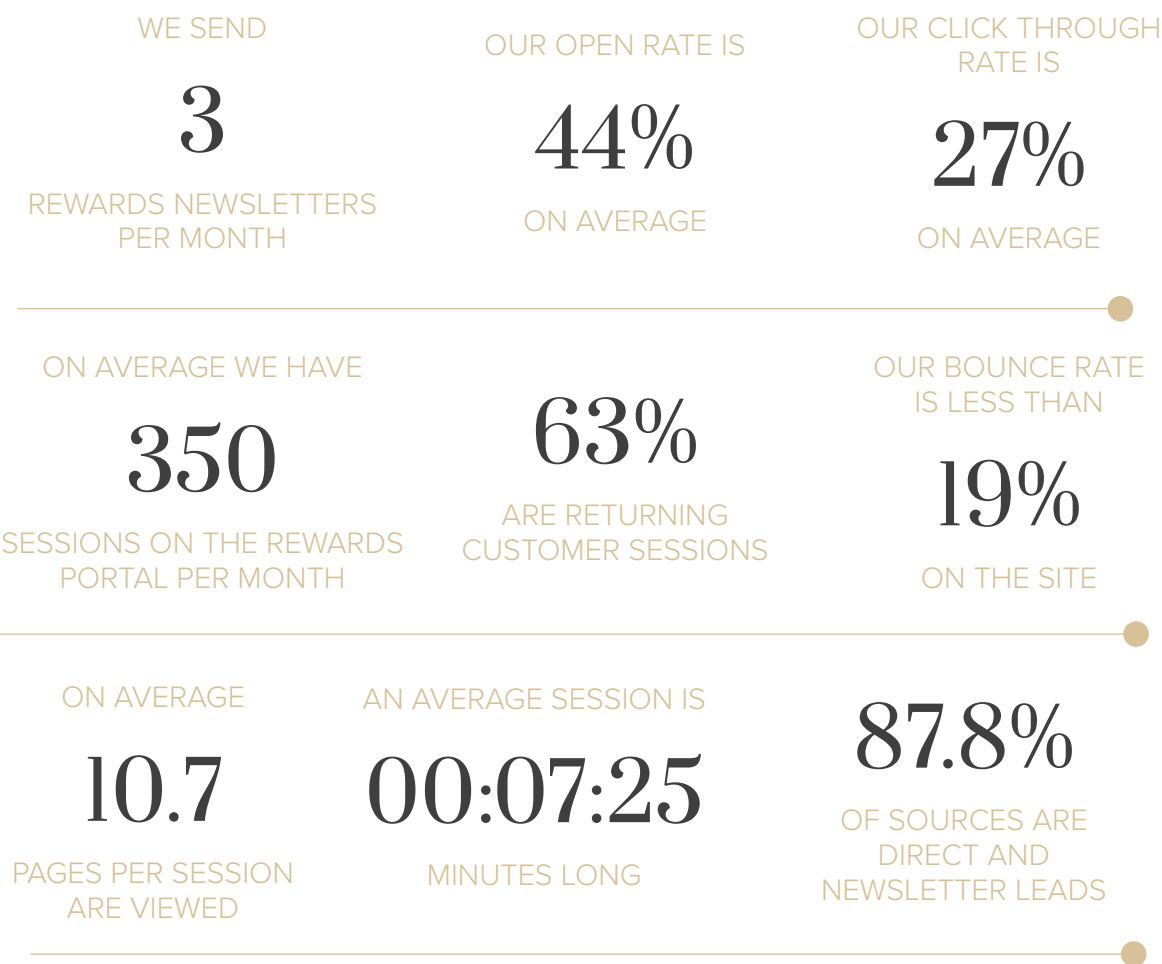 WE SEND
3
REWARDS NEWSLETTERS
PER MONTH
OUR OPEN RATE IS
44%
ON AVERAGE
OUR CLICK THROUGH
RATE IS
27%
ON AVERAGE
ON AVERAGE WE HAVE
350
SESSIONS ON THE REWARDS
PORTAL PER MONTH
63%
ARE RETURNING
CUSTOMER SESSIONS
OUR BOUNCE RATE
IS LESS THAN
19%
ON THE SITE
ON AVERAGE
10.7
PAGES PER SESSION
ARE VIEWED
AN AVERAGE SESSION IS
00:07:25
MINUTES LONG
87.8%
OF SOURCES ARE
DIRECT AND
NEWSLETTER LEADS